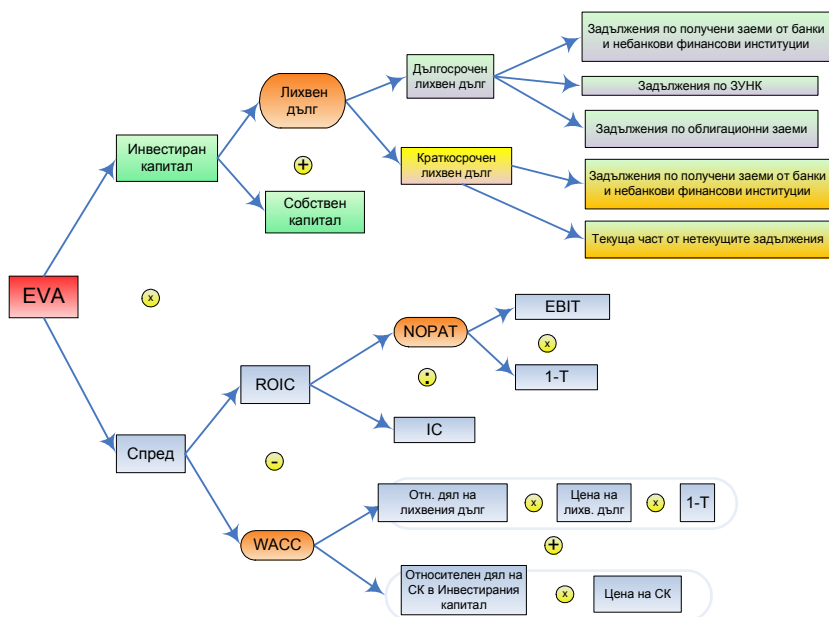 Задължения по получени заеми от банки
и небанкови финансови институции
Дългосрочен
лихвен дълг
Лихвен
дълг
Задължения по ЗУНК
Задължения по облигационни заеми
Инвестиран
капитал
+
Краткосрочен
лихвен дълг
Задължения по получени заеми от банки
и небанкови финансови институции
Собствен
капитал
Текуща част от нетекущите задължения
EVA
x
EBIT
NOPAT
x
ROIC
:
1-T
IC
Спред
-
Отн. дял на
лихвения дълг
x
Цена на
лихв. дълг
x
1-T
WACC
+
Относителен дял на
СК в Инвестирания
капитал
x
Цена на СК